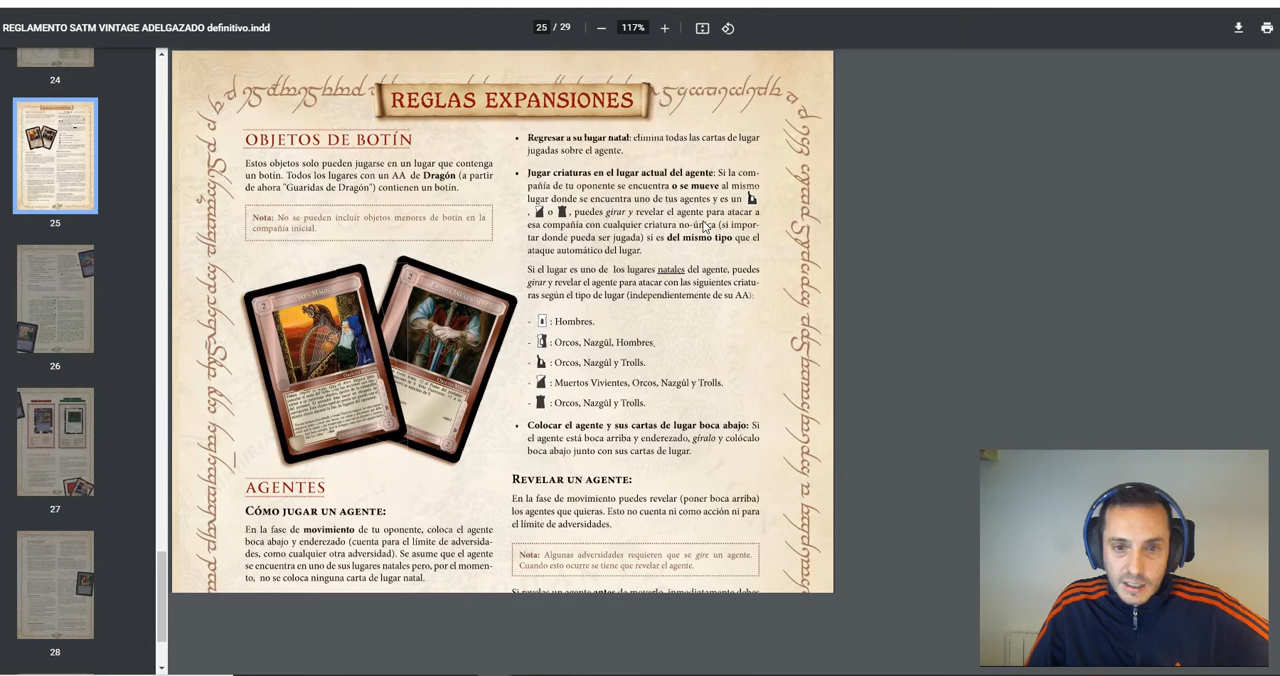 REGLAMENTO SATM VINTAGE ADELGAZADO definitivo.indd
25 / 29
117%
24
25
26
27
28
REGLAS EXPANSIONES
OBJETOS DE BOTÍN
Estos objetos solo pueden jugarse en un lugar que contenga
un botín. Todos los lugares con un AA de Dragón (a partir
de ahora "Guaridas de Dragón") contienen un botín.
Nota: No se pueden incluir objetos menores de botín en la
compañía inicial.
2
2
AGENTES
CÓMO JUGAR UN AGENTE:
En la fase de movimiento de tu oponente, coloca el agente
boca abajo y enderezado (cuenta para el límite de adversida-
des, como cualquier otra adversidad). Se asume que el agente
se encuentra en uno de sus lugares natales pero, por el momen-
to, no se coloca ninguna carta de lugar natal.
• Regresar a su lugar natal: elimina todas las cartas de lugar
jugadas sobre el agente.
• Jugar criaturas en el lugar actual del agente: Si la com-
pañía de tu oponente se encuentra o se mueve al mismo
lugar donde se encuentra uno de tus agentes y es un
, o , puedes girar y revelar el agente para atacar a
esa compañía con cualquier criatura no-única (si impor-
tar donde pueda ser jugada) si es del mismo tipo que el
ataque automático del lugar.
Si el lugar es uno de los lugares natales del agente, puedes
girar y revelar el agente para atacar con las siguientes criatu-
ras según el tipo de lugar (independientemente de su AA):
- : Hombres.
- : Orcos, Nazgûl, Hombres.
- : Orcos, Nazgûl y Trolls.
- : Muertos Vivientes, Orcos, Nazgûl y Trolls.
- : Orcos, Nazgûl y Trolls.
• Colocar el agente y sus cartas de lugar boca abajo: Si
el agente está boca arriba y enderezado, gíralo y colócalo
boca abajo junto con sus cartas de lugar.
REVELAR UN AGENTE:
En la fase de movimiento puedes revelar (poner boca arriba)
los agentes que quieras. Esto no cuenta ni como acción ni para
el límite de adversidades.
Nota: Algunas adversidades requieren que se gire un agente.
Cuando esto ocurre se tiene que revelar el agente.
Si revelas un agente antes de moverlo, inmediatamente debes